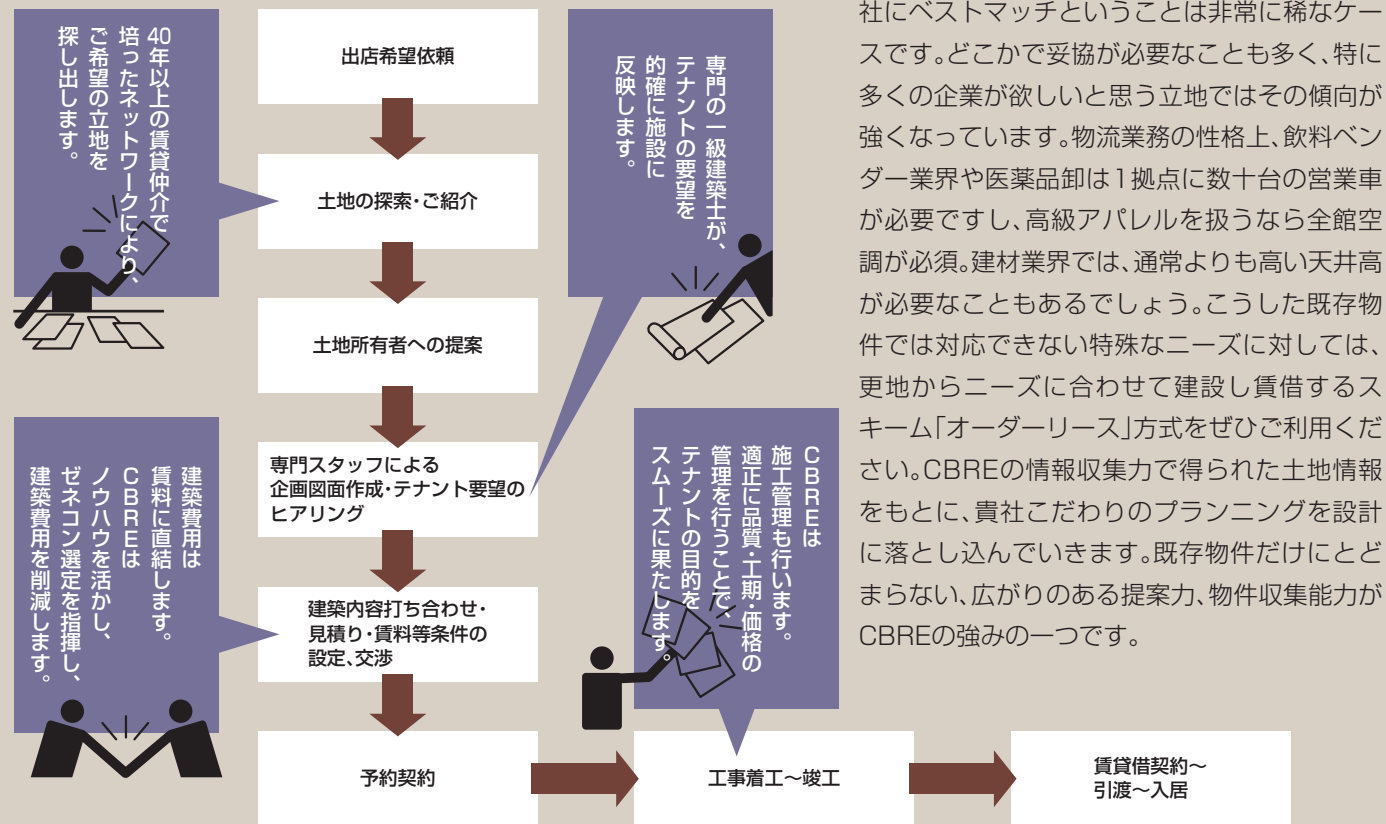 40年以上の賃貸仲介で
培ったネットワークにより、
ご希望の立地を
探し出します。
出店希望依頼
専門の一級建築士が、
テナントの要望を
的確に施設に
反映します。
土地の探索・ご紹介
土地所有者への提案
専門スタッフによる
企画図面作成・テナント要望の
ヒアリング
建築費用は
賃料に直結します。
CBREは
ノウハウを活かし、
ゼネコン選定を指揮し、
建築費用を削減します。
建築内容打ち合わせ・
見積り・賃料等条件の
設定、交渉
CBREは
施工管理も行います。
適正に品質・工期・価格の
管理を行うことで、
テナントの目的を
スムーズに果たします。
予約契約
工事着工〜竣工
賃貸借契約〜
引渡〜入居
社にベストマッチということは非常に稀なケー
スです。どこかで妥協が必要なことも多く、特に
多くの企業が欲しいと思う立地ではその傾向が
強くなっています。物流業務の性格上、飲料ベン
ダー業界や医薬品卸は1拠点に数十台の営業車
が必要ですし、高級アパレルを扱うなら全館空
調が必須。建材業界では、通常よりも高い天井高
が必要なこともあるでしょう。こうした既存物
件では対応できない特殊なニーズに対しては、
更地からニーズに合わせて建設し賃借するス
キーム「オーダーリース」方式をぜひご利用くだ
さい。CBREの情報収集力で得られた土地情報
をもとに、貴社こだわりのプランニングを設計
に落とし込んでいきます。既存物件だけにとど
まらない、広がりのある提案力、物件収集能力が
CBREの強みの一つです。